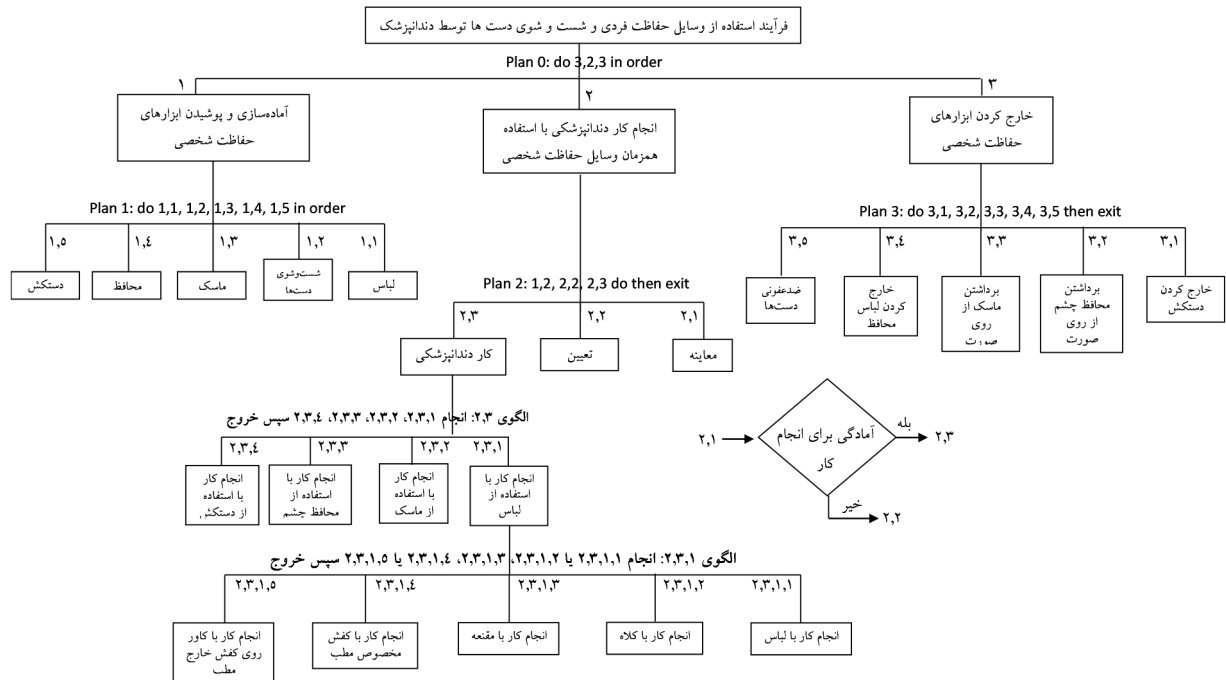 فرآیند استفاده از وسایل حفاظت فردی و شست و شوی دست ها توسط دندانپزشک
Plan 0: do 3,2,3 in order
۱
۲
۳
آماده‌سازی و پوشیدن ابزارهای
حفاظت شخصی
انجام کار دندانپزشکی با استفاده
همزمان وسایل حفاظت شخصی
خارج کردن ابزارهای
حفاظت شخصی
Plan 1: do 1,1, 1,2, 1,3, 1,4, 1,5 in order
۱,۱
۱,۲
۱,۳
۱,٤
۱,٥
لباس
شست‌وشوی
دست‌ها
ماسک
محافظ
دستکش
Plan 3: do 3,1, 3,2, 3,3, 3,4, 3,5 then exit
۳,۱
۳,۲
۳,۳
۳,٤
۳,٥
خارج کردن
دستکش
برداشتن
محافظ چشم
از روی
صورت
برداشتن
ماسک از
روی
صورت
خارج
کردن لباس
محافظ
ضدعفونی
دست‌ها
Plan 2: 1,2, 2,2, 2,3 do then exit
۲,۱
۲,۲
۲,۳
معاینه
تعیین
کار دندانپزشکی
الگوی ۲,۳: انجام ۲,۳,۱، ۲,۳,۲، ۲,۳,۳، ۲,۳,٤ سپس خروج
۲,۳,۱
۲,۳,۲
۲,۳,۳
۲,۳,٤
انجام کار با
استفاده از
لباس
انجام کار
با استفاده
از ماسک
انجام کار با
استفاده از
محافظ چشم
انجام کار
با استفاده
از دستکش
۲,۱
آمادگی برای انجام
کار
بله
۲,۳
خیر
۲,۲
الگوی ۲,۳,۱: انجام ۲,۳,۱,۱ یا ۲,۳,۱,۲، ۲,۳,۱,۳، ۲,۳,۱,٤ یا ۲,۳,۱,٥ سپس خروج
۲,۳,۱,۱
۲,۳,۱,۲
۲,۳,۱,۳
۲,۳,۱,٤
۲,۳,۱,٥
انجام کار با لباس
انجام کار با کلاه
انجام کار با مقنعه
انجام کار با کفش
مخصوص مطب
انجام کار با کاور
روی کفش خارج
مطب